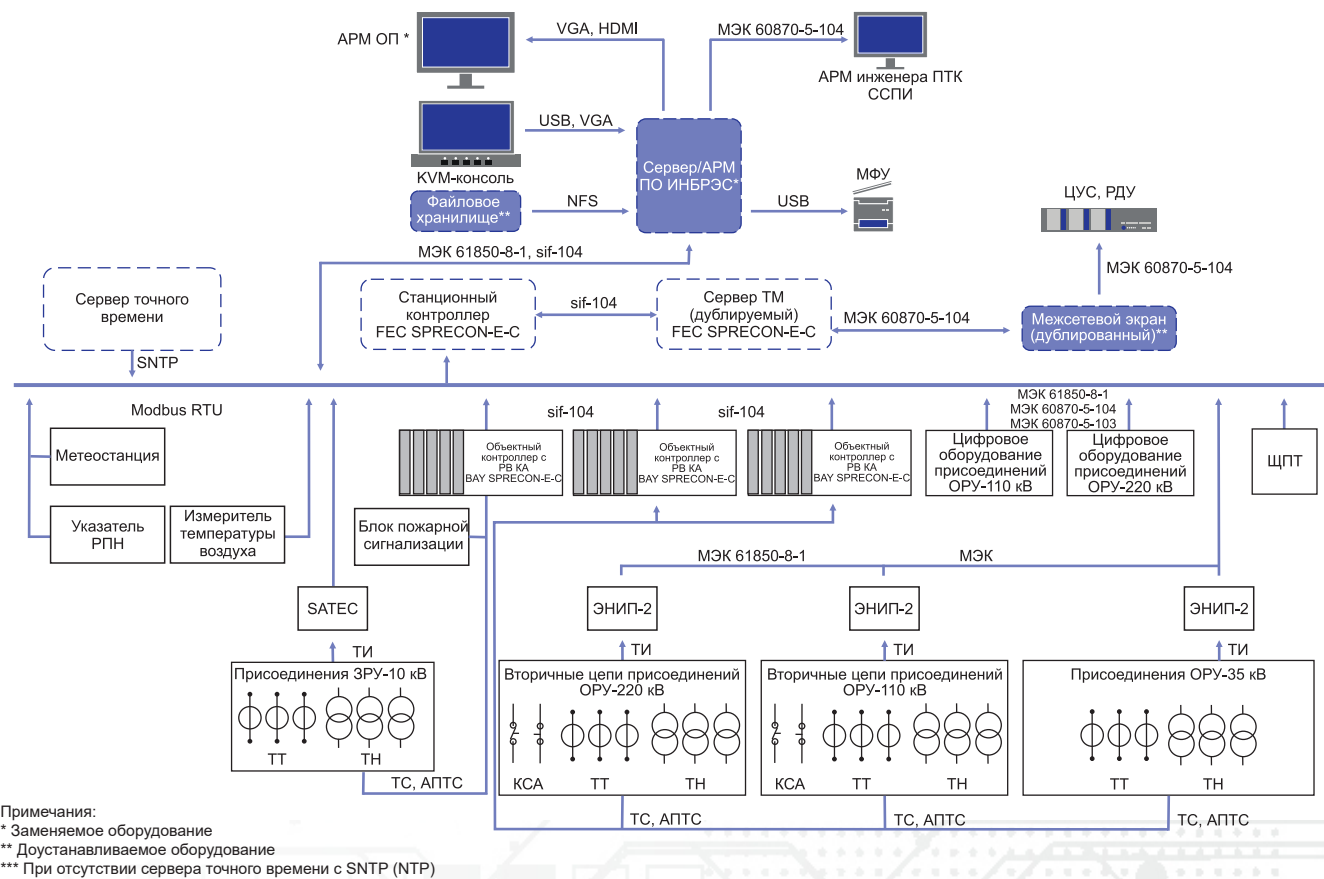 АРМ ОП *
VGA, HDMI
МЭК 60870-5-104
АРМ инженера ПТК
ССПИ
USB, VGA
KVM-консоль
Сервер/АРМ
ПО ИНБРЭС*
МФУ
Файловое
хранилище**
NFS
USB
ЦУС, РДУ
МЭК 61850-8-1, sif-104
МЭК 60870-5-104
Сервер точного
времени
Станционный
контроллер
FEC SPRECON-E-C
sif-104
Сервер ТМ
(дублируемый)
FEC SPRECON-E-C
МЭК 60870-5-104
Межсетевой экран
(дублированный)**
SNTP
Modbus RTU
sif-104
sif-104
МЭК 61850-8-1
МЭК 60870-5-104
МЭК 60870-5-103
Метеостанция
Объектный
контроллер с
РВ КА
BAY SPRECON-E-C
Объектный
контроллер с
РВ КА
BAY SPRECON-E-C
Объектный
контроллер с
РВ КА
BAY SPRECON-E-C
Цифровое
оборудование
присоединений
ОРУ-110 кВ
Цифровое
оборудование
присоединений
ОРУ-220 кВ
ЩПТ
Указатель
РПН
Измеритель
температуры
воздуха
Блок пожарной
сигнализации
МЭК 61850-8-1
МЭК
SATEC
ЭНИП-2
ЭНИП-2
ЭНИП-2
ТИ
ТИ
ТИ
ТИ
Присоединения ЗРУ-10 кВ
ТТ
ТН
Вторичные цепи присоединений
ОРУ-220 кВ
КСА
ТТ
ТН
Вторичные цепи присоединений
ОРУ-110 кВ
КСА
ТТ
ТН
Присоединения ОРУ-35 кВ
ТТ
ТН
ТС, АПТС
ТС, АПТС
ТС, АПТС
ТС, АПТС
Примечания:
* Заменяемое оборудование
** Доустанавливаемое оборудование
*** При отсутствии сервера точного времени с SNTP (NTP)